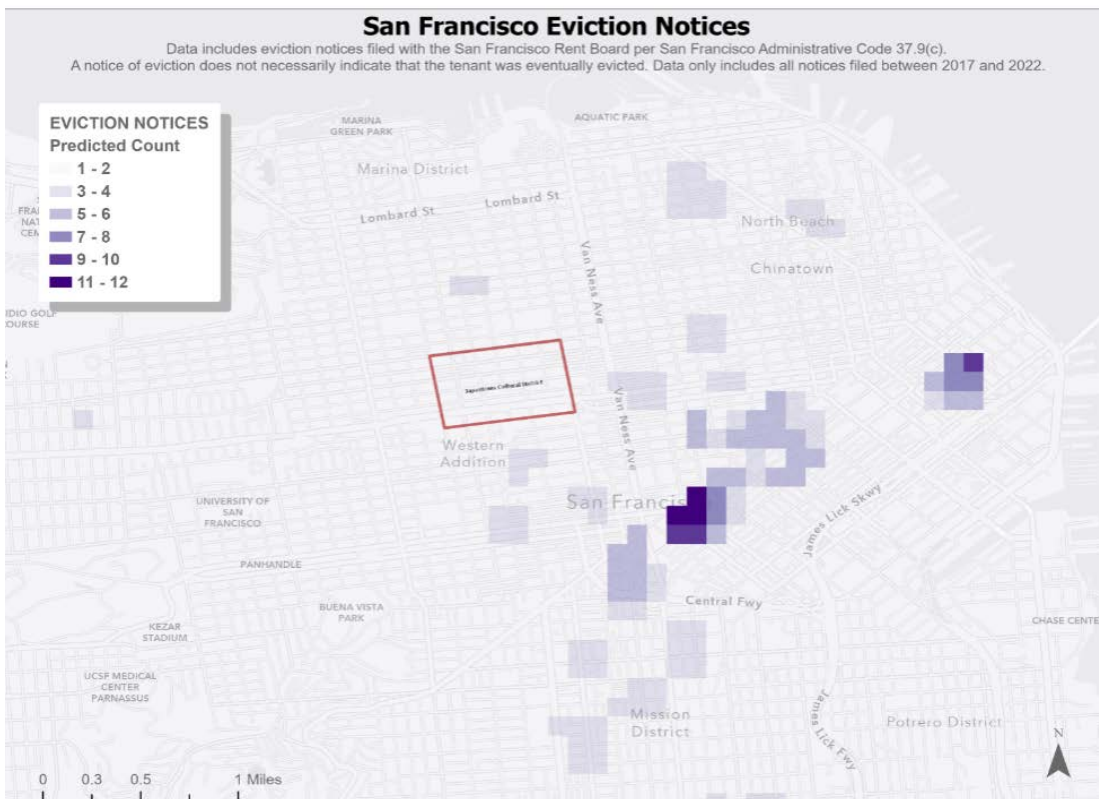 San Francisco Eviction Notices
Data includes eviction notices filed with the San Francisco Rent Board per San Francisco Administrative Code 37.9(c).
A notice of eviction does not necessarily indicate that the tenant was eventually evicted. Data only includes all notices filed between 2017 and 2022.
EVICTION NOTICES
Predicted Count
1 - 2
3 - 4
5 - 6
7 - 8
9 - 10
11 - 12
MARINA
GREEN PARK
AQUATIC PARK
Marina District
Lombard St
Lombard St
North Beach
Van Ness Ave
Chinatown
Japantown Cultural District
Van Ness Ave
Western
Addition
UNIVERSITY OF
SAN
FRANCISCO
San Francisc
James Lick Skwy
PANHANDLE
Central Fwy
BUENA VISTA
PARK
KEZAR
STADIUM
CHASE CENTE
UCSF MEDICAL
CENTER
PARNASSUS
Mission
District
James Lick Fwy
Potrero District
N
0 0.3 0.5 1 Miles